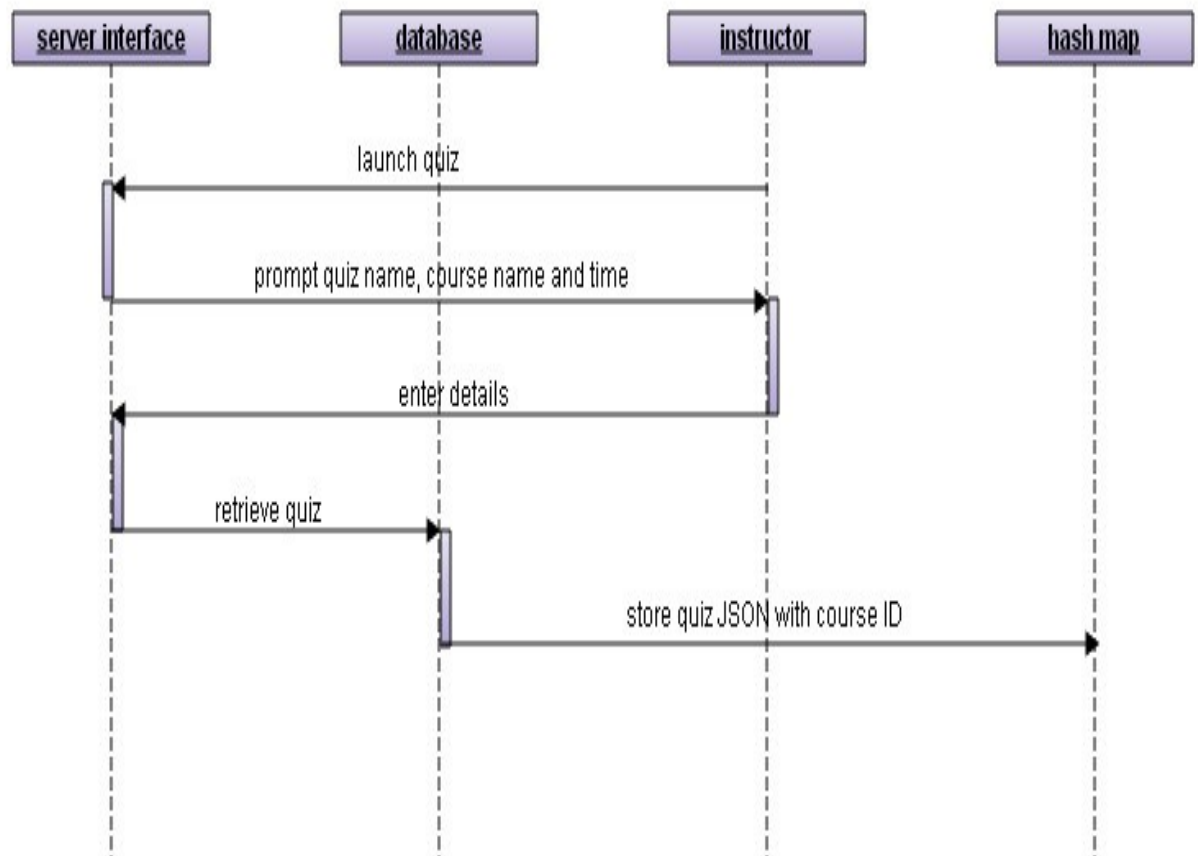 server interface
database
instructor
hash map
launch quiz
prompt quiz name, course name and time
enter details
retrieve quiz
store quiz JSON with course ID